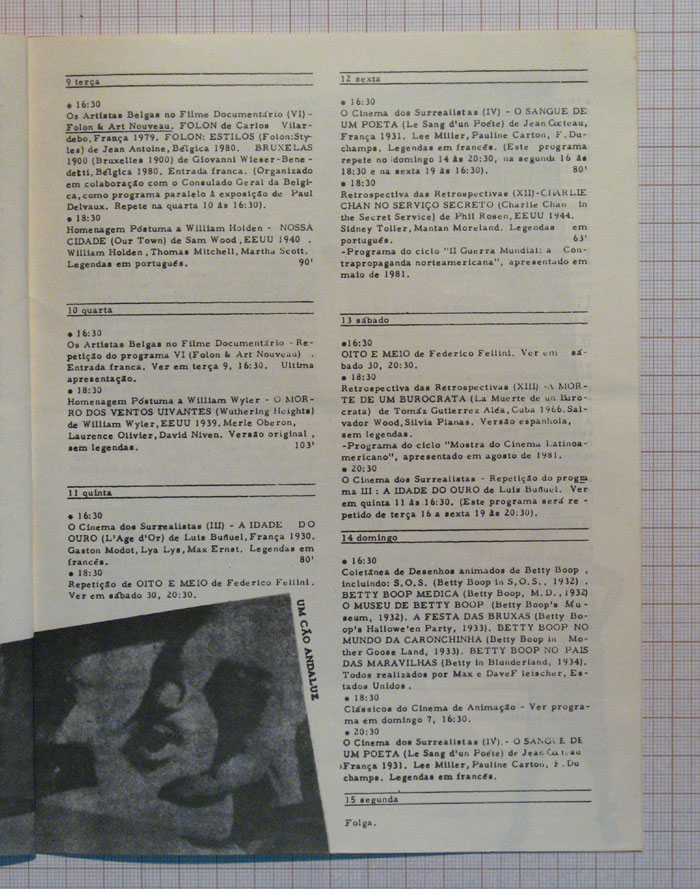 9 terça
● 16:30
Os Artistas Belgas no Filme Documentário (VI) -
Folon & Art Nouveau. FOLON de Carlos Vilar-
debo, França 1979. FOLON: ESTILOS (Folon:Sty-
les) de Jean Antoine, Bélgica 1980. BRUXELAS
1900 (Bruxelles 1900) de Giovanni Wieser-Bene-
detti, Bélgica 1980. Entrada franca. (Organizado
em colaboração com o Consulado Geral da Bélgi-
ca, como programa paralelo à exposição de Paul
Delvaux. Repete na quarta 10 às 16:30).
● 18:30
Homenagem Póstuma a William Holden - NOSSA
CIDADE (Our Town) de Sam Wood, EEUU 1940 .
William Holden, Thomas Mitchell, Martha Scott.
Legendas em português. 90'
10 quarta
● 16:30
Os Artistas Belgas no Filme Documentário - Re-
petição do programa VI (Folon & Art Nouveau) .
Entrada franca. Ver em terça 9, 16:30. Ultima
apresentação.
● 18:30
Homenagem Póstuma a William Wyler - O MOR-
RO DOS VENTOS UIVANTES (Wuthering Heights)
de William Wyler, EEUU 1939. Merle Oberon,
Laurence Olivier, David Niven. Versão original ,
sem legendas. 103'
11 quinta
● 16:30
O Cinema dos Surrealistas (III) - A IDADE DO
OURO (L'Age d'Or) de Luis Buñuel, França 1930.
Gaston Modot, Lya Lys, Max Ernst. Legendas em
francês. 80'
● 18:30
Repetição de OITO E MEIO de Federico Fellini.
Ver em sábado 30, 20:30.
UM CÃO ANDALUZ
12 sexta
● 16:30
O Cinema dos Surrealistas (IV) - O SANGUE DE
UM POETA (Le Sang d'un Poéte) de Jean Cocteau,
França 1931. Lee Miller, Pauline Carton, F. Du-
champs. Legendas em francês. (Este programa
repete no domingo 14 às 20:30, na segunda 16 às
18:30 e na sexta 19 às 16:30). 80'
● 18:30
Retrospectiva das Retrospectivas (XII)-CHARLIE
CHAN NO SERVIÇO SECRETO (Charlie Chan in
the Secret Service) de Phil Rosen, EEUU 1944.
Sidney Toller, Mantan Moreland. Legendas em
português. 63'
-Programa do ciclo "II Guerra Mundial: a Con-
trapropaganda norteamericana", apresentado em
maio de 1981.
13 sábado
●16:30
OITO E MEIO de Federico Fellini. Ver em sá-
bado 30, 20:30.
● 18:30
Retrospectiva das Retrospectivas (XIII) -A MOR-
TE DE UM BUROCRATA (La Muerte de un Buro-
crata) de Tomáz Gutierrez Aléa, Cuba 1966. Sal-
vador Wood, Silvia Planas. Versão espanhola,
sem legendas.
-Programa do ciclo "Mostra do Cinema Latinoa-
mericano", apresentado em agosto de 1981.
● 20:30
O Cinema dos Surrealistas - Repetição do progra
ma III : A IDADE DO OURO de Luis Buñuel. Ver
em quinta 11 às 16:30. (Este programa será re -
petido de terça 16 a sexta 19 às 20:30).
14 domingo
● 16:30
Coletânea de Desenhos animados de Betty Boop ,
incluindo: S.O.S. (Betty Boop in S.O.S., 1932) .
BETTY BOOP MEDICA (Betty Boop, M.D., 1932)
O MUSEU DE BETTY BOOP (Betty Boop's Mu-
seum, 1932). A FESTA DAS BRUXAS (Betty Bo-
op's Hallowe'en Party, 1933). BETTY BOOP NO
MUNDO DA CARONCHINHA (Betty Boop in Mo-
ther Goose Land, 1933). BETTY BOOP NO PAIS
DAS MARAVILHAS (Betty in Blunderland, 1934).
Todos realizados por Max e DaveF leischer, Es-
tados Unidos .
● 18:30
Clássicos do Cinema de Animação - Ver progra-
ma em domingo 7, 16:30.
● 20:30
O Cinema dos Surrealistas (IV) - O SANGUE DE
UM POETA (Le Sang d'un Poéte) de Jean Cocteau
França 1931. Lee Miller, Pauline Carton, F. Du
champs. Legendas em francês.
15 segunda
Folga.